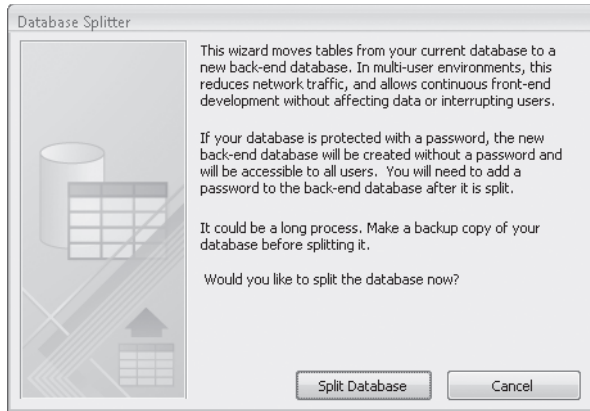 Database Splitter
This wizard moves tables from your current database to a
new back-end database. In multi-user environments, this
reduces network traffic, and allows continuous front-end
development without affecting data or interrupting users.
If your database is protected with a password, the new
back-end database will be created without a password and
will be accessible to all users.  You will need to add a
password to the back-end database after it is split.
It could be a long process. Make a backup copy of your
database before splitting it.
Would you like to split the database now?
Split Database
Cancel